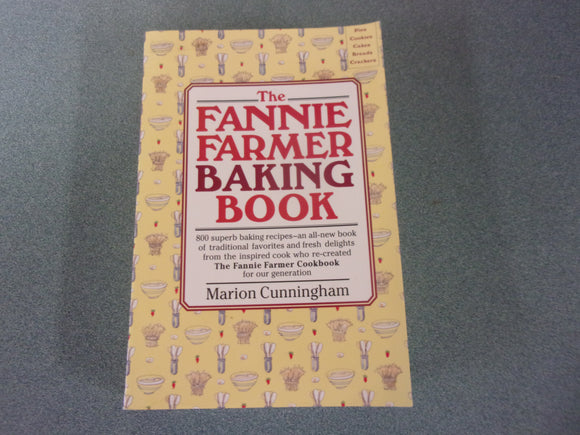 Pies
Cookies
Cakes
Breads
Crackers
The
FANNIE
FARMER
BAKING
BOOK
800 superb baking recipes—an all-new book
of traditional favorites and fresh delights
from the inspired cook who re-created
The Fannie Farmer Cookbook
for our generation
Marion Cunningham